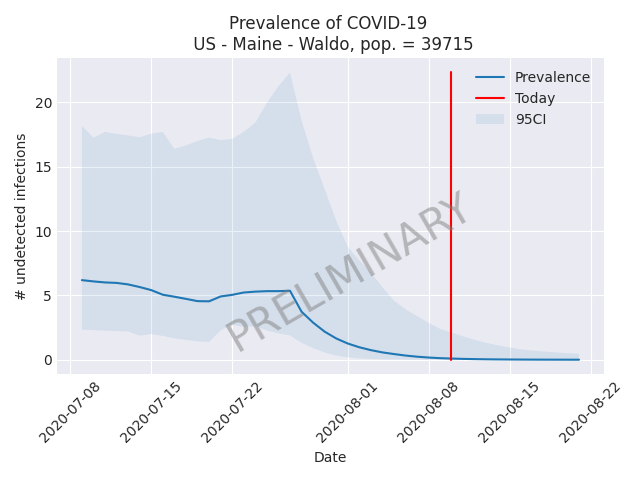 Prevalence of COVID-19
US - Maine - Waldo, pop. = 39715
Prevalence
Today
95CI
# undetected infections
20
15
10
5
0
PRELIMINARY
2020-07-08
2020-07-15
2020-07-22
2020-08-01
2020-08-08
2020-08-15
2020-08-22
Date